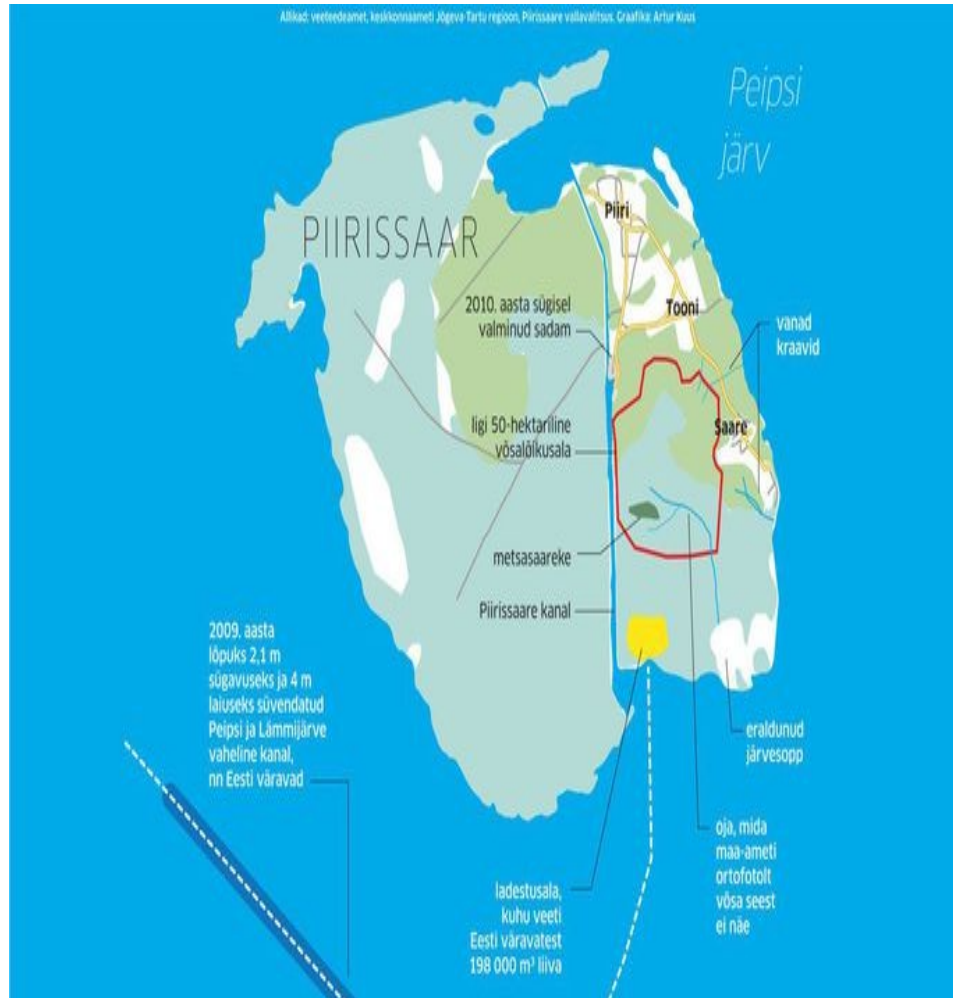 Allikad: veeteedeamet, keskkonnaameti Jõgeva-Tartu regioon, Piirissaare vallavalitsus. Graafika: Artur Kuus
Peipsi
järv
PIIRISSAAR
Piiri
2010. aasta sügisel
valminud sadam
Tooni
vanad
kraavid
ligi 50-hektariline
võsalõikusala
Saare
metsasaareke
Piirissaare kanal
2009. aasta
lõpuks 2,1 m
sügavuseks ja 4 m
laiuseks süvendatud
Peipsi ja Lämmijärve
vaheline kanal,
nn Eesti väravad
eraldunud
järvesopp
oja, mida
maa-ameti
ortofotolt
võsa seest
ei näe
ladestusala,
kuhu veeti
Eesti väravatest
198 000 m³ liiva